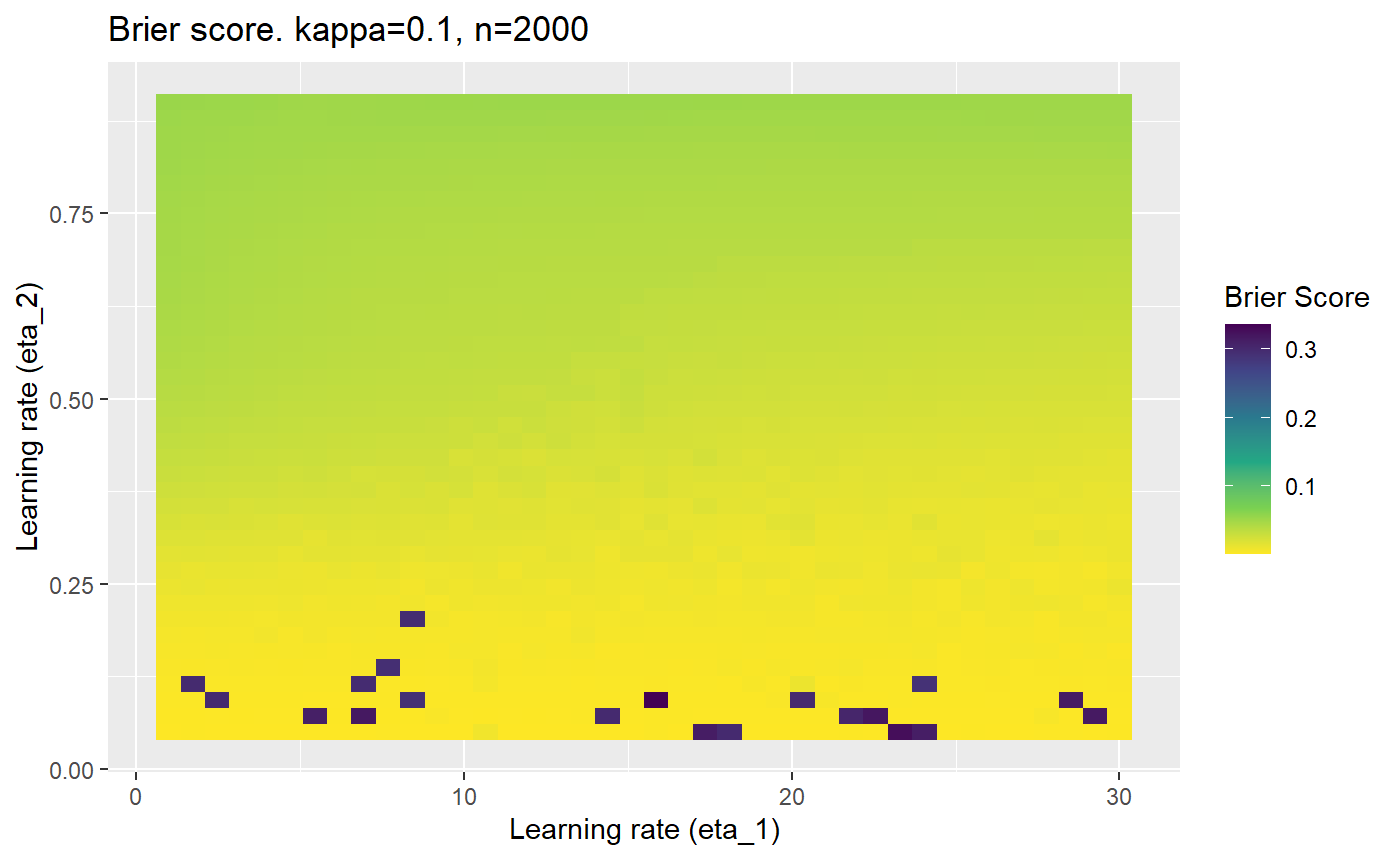 Brier score. kappa=0.1, n=2000
Learning rate (eta_2)
0.75
0.50
0.25
0.00
0
10
20
30
Learning rate (eta_1)
Brier Score
0.3
0.2
0.1